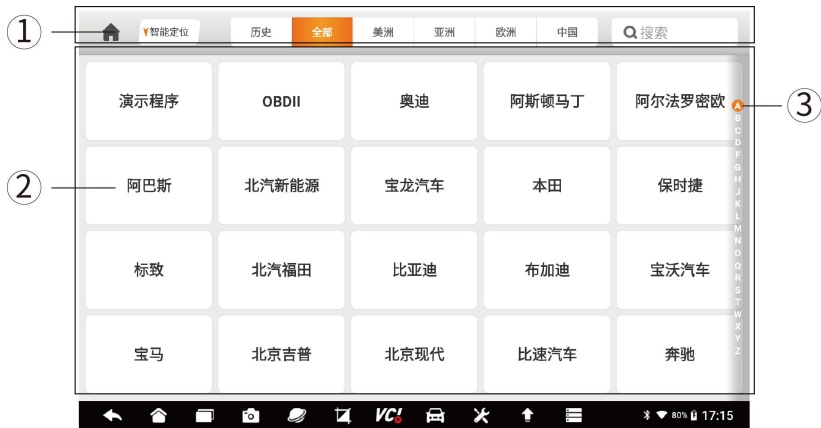 ① 智能定位 历史 全部 美洲 亚洲 欧洲 中国 搜索
演示程序 OBDII 奥迪 阿斯顿马丁 阿尔法罗密欧
② 阿巴斯 北汽新能源 宝龙汽车 本田 保时捷
标致 北汽福田 比亚迪 布加迪 宝沃汽车
宝马 北京吉普 北京现代 比速汽车 奔驰
③
A
B
C
D
F
G
H
J
K
L
M
N
O
Q
R
S
T
W
X
Y
Z
VC! 80% 17:15